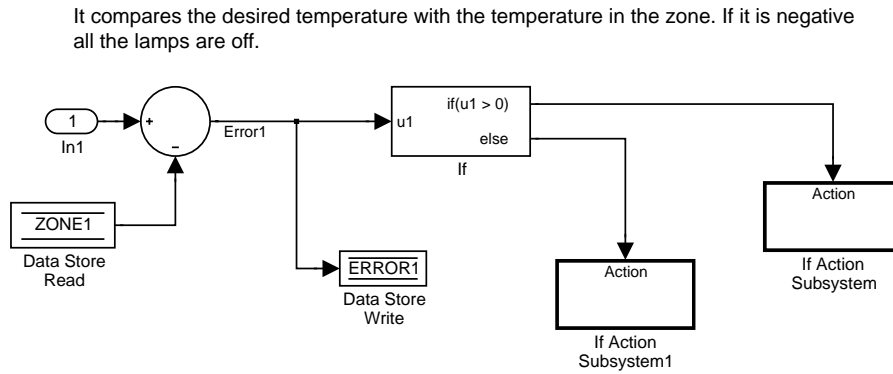 It compares the desired temperature with the temperature in the zone. If it is negative
all the lamps are off.
1
In1
+
−
Error1
u1
if(u1 > 0)
else
If
Action
If Action
Subsystem
ZONE1
Data Store
Read
ERROR1
Data Store
Write
Action
If Action
Subsystem1